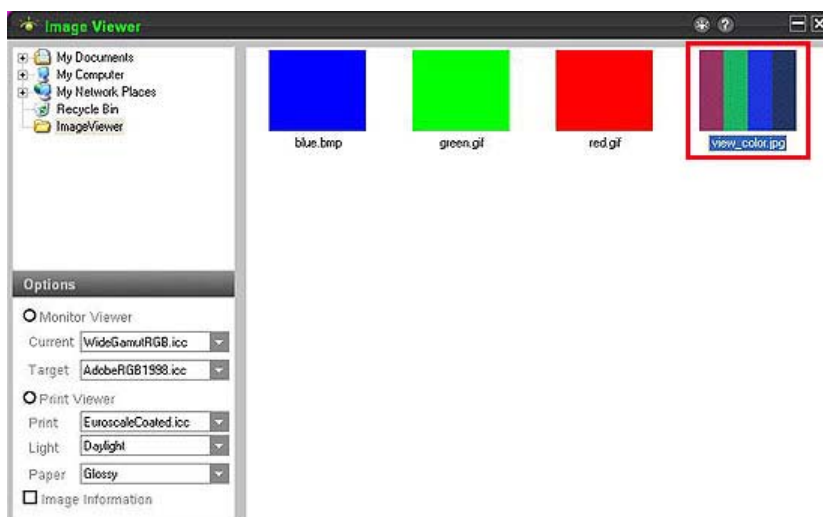 Image Viewer
My Documents
My Computer
My Network Places
Recycle Bin
ImageViewer
blue.bmp
green.gif
red.gif
view_color.jpg
Options
Monitor Viewer
Current WideGamutRGB.icc
Target AdobeRGB1998.icc
Print Viewer
Print EuroscaleCoated.icc
Light Daylight
Paper Glossy
Image Information